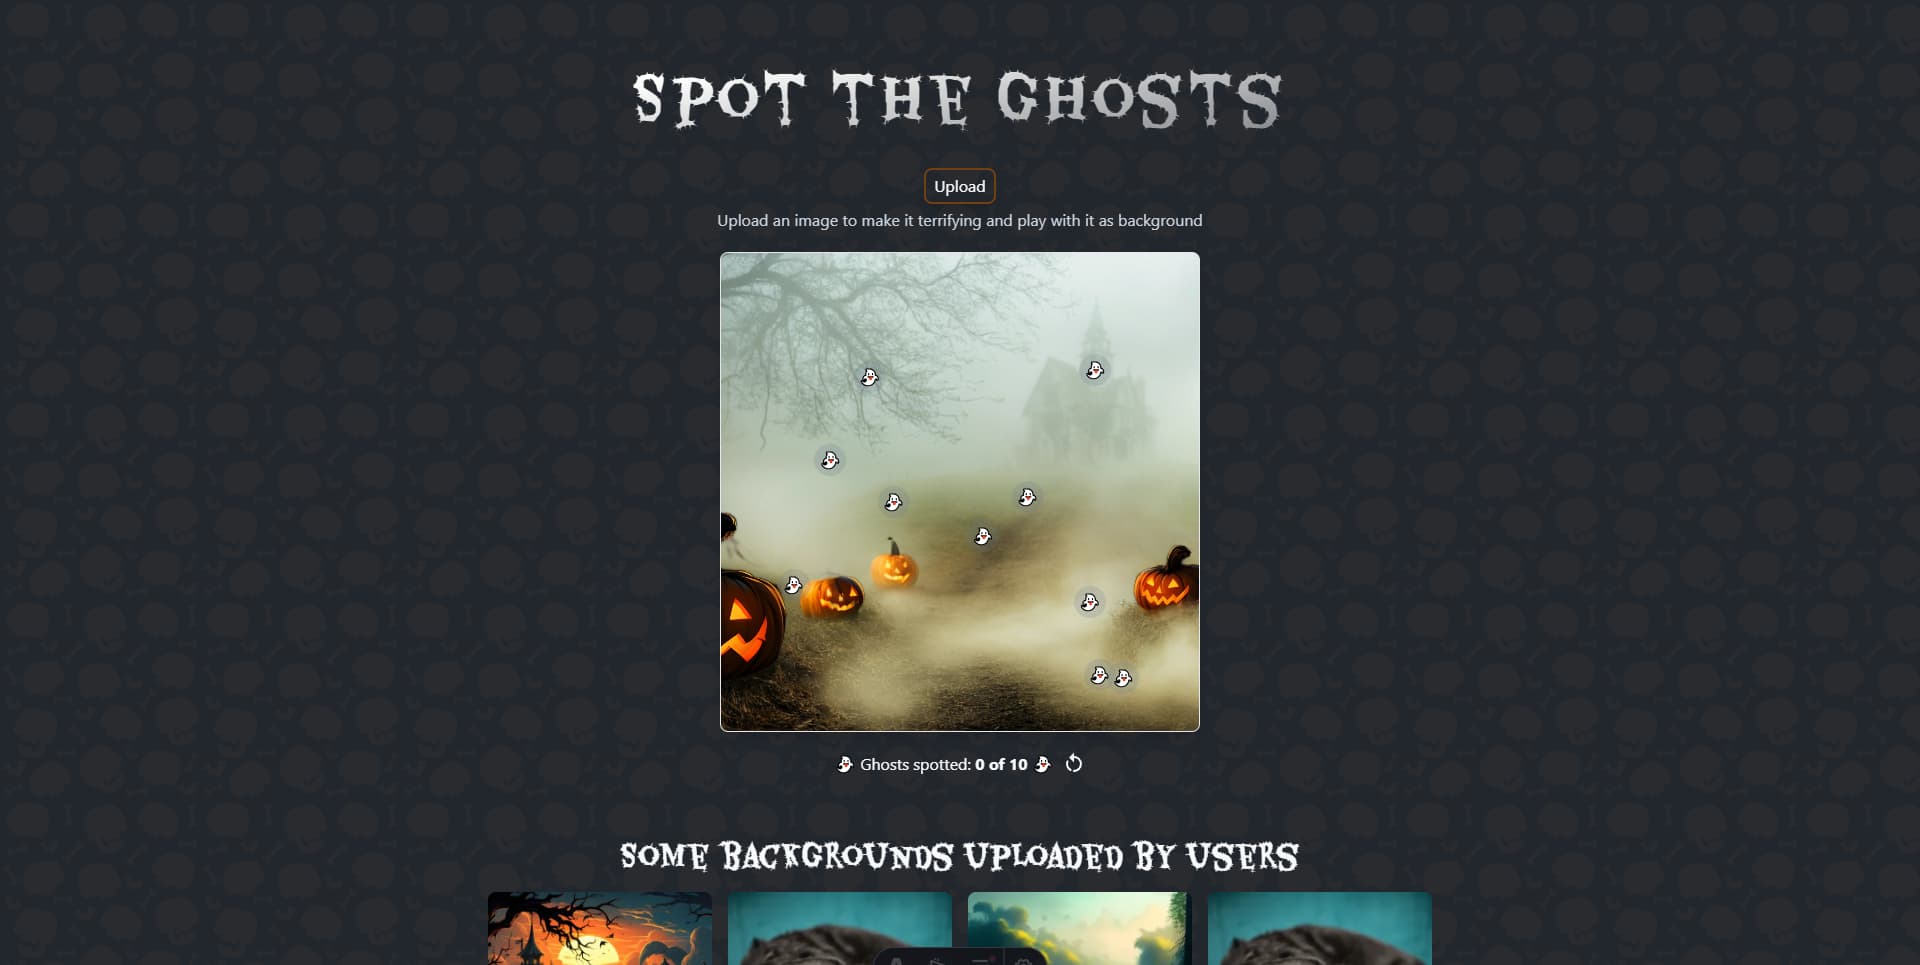 SPOT THE GHOSTS
Upload
Upload an image to make it terrifying and play with it as background
Ghosts spotted: 0 of 10
SOME BACKGROUNDS UPLOADED BY USERS